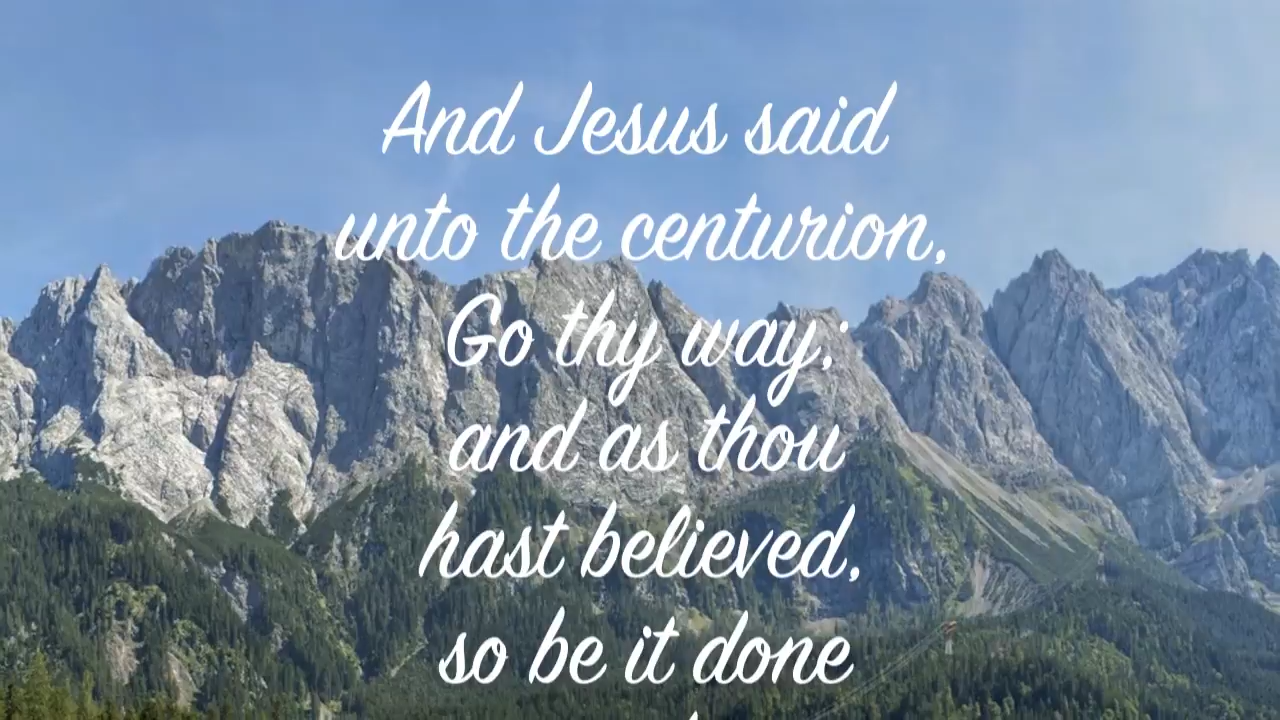 And Jesus said
unto the centurion,
Go thy way;
and as thou
hast believed,
so be it done